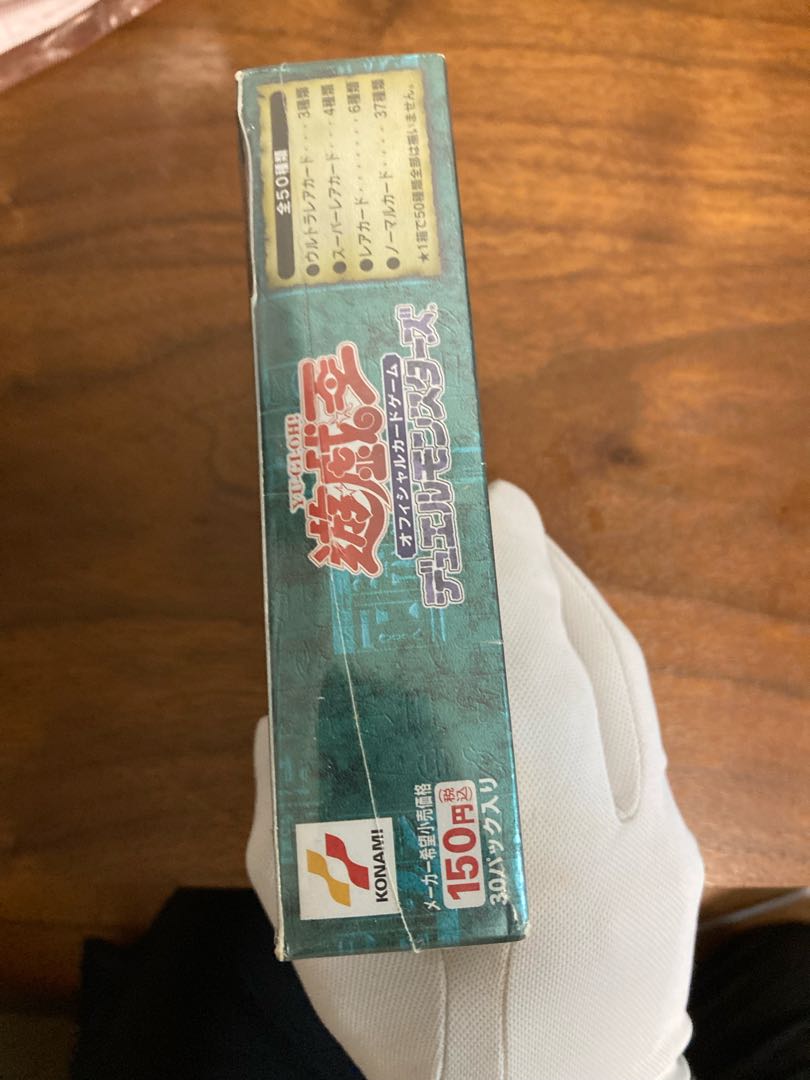 全50種類
●ウルトラレアカード・・・3種類
●スーパーレアカード・・・4種類
●レアカード・・・・・・・6種類
●ノーマルカード・・・・37種類
★1箱で50種類全部は揃いません。
YU-GI-OH!
遊戯王
オフィシャルカードゲーム
デュエルモンスターズ®
KONAMI
メーカー希望小売価格
150円税込
30パック入り